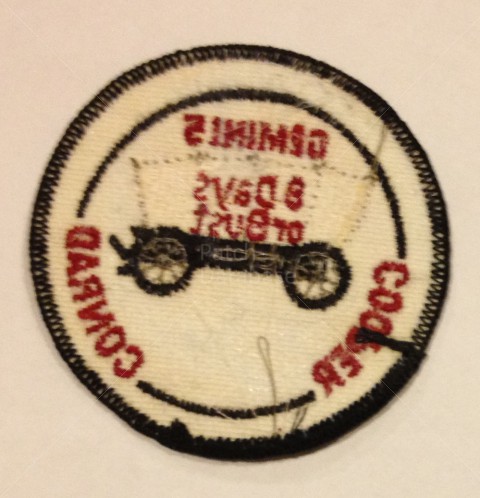 GEMINI 5
8 Days
or Bust
COOPER
CONRAD